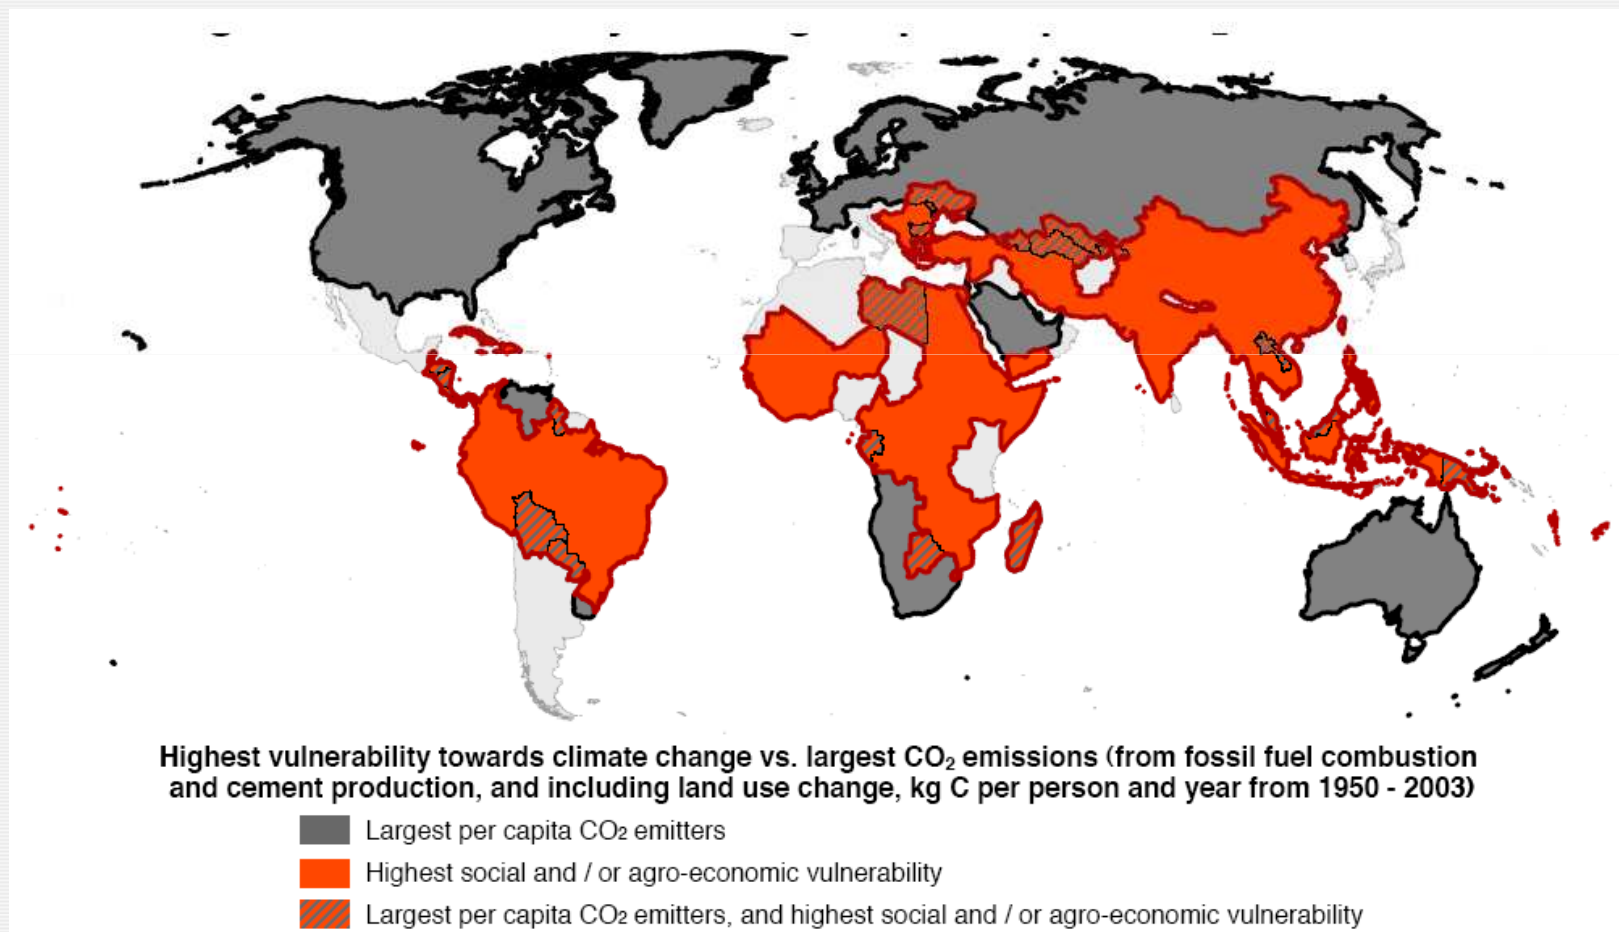 Highest vulnerability towards climate change vs. largest CO₂ emissions (from fossil fuel combustion
and cement production, and including land use change, kg C per person and year from 1950 - 2003)
Largest per capita CO₂ emitters
Highest social and / or agro-economic vulnerability
Largest per capita CO₂ emitters, and highest social and / or agro-economic vulnerability